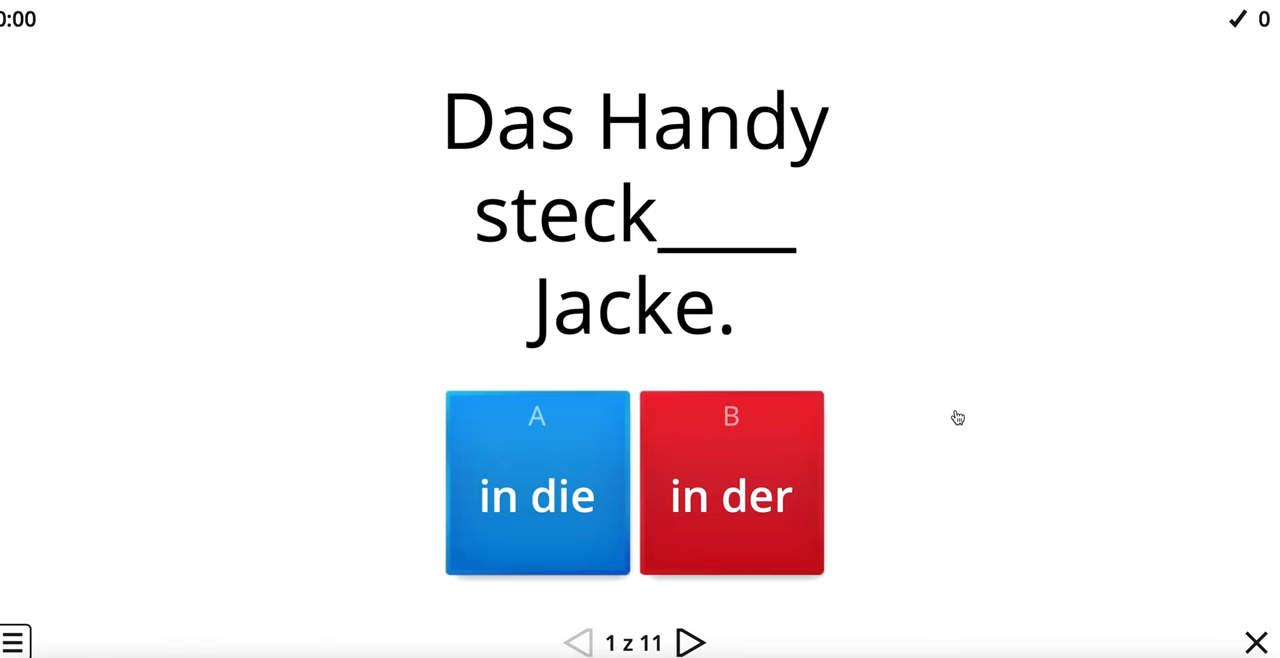 0:00
✓ 0
Das Handy
steck____
Jacke.
A
in die
B
in der
1 z 11